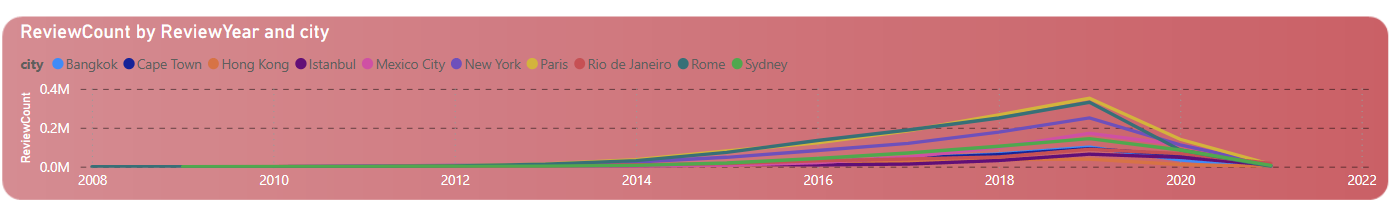 ReviewCount by ReviewYear and city
city Bangkok Cape Town Hong Kong Istanbul Mexico City New York Paris Rio de Janeiro Rome Sydney
ReviewCount
0.4M
0.2M
0.0M
2008 2010 2012 2014 2016 2018 2020 2022